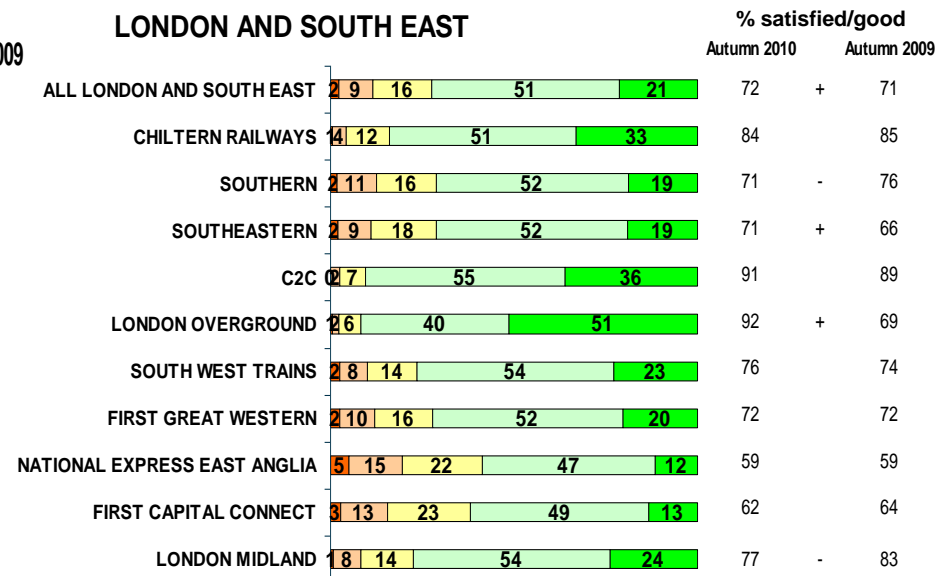 LONDON AND SOUTH EAST
% satisfied/good
009
Autumn 2010 Autumn 2009
ALL LONDON AND SOUTH EAST 2 9 16 51 21 72 + 71
CHILTERN RAILWAYS 1 4 12 51 33 84 85
SOUTHERN 2 11 16 52 19 71 - 76
SOUTHEASTERN 2 9 18 52 19 71 + 66
C2C 0 2 7 55 36 91 89
LONDON OVERGROUND 1 2 6 40 51 92 + 69
SOUTH WEST TRAINS 2 8 14 54 23 76 74
FIRST GREAT WESTERN 2 10 16 52 20 72 72
NATIONAL EXPRESS EAST ANGLIA 5 15 22 47 12 59 59
FIRST CAPITAL CONNECT 3 13 23 49 13 62 64
LONDON MIDLAND 1 8 14 54 24 77 - 83